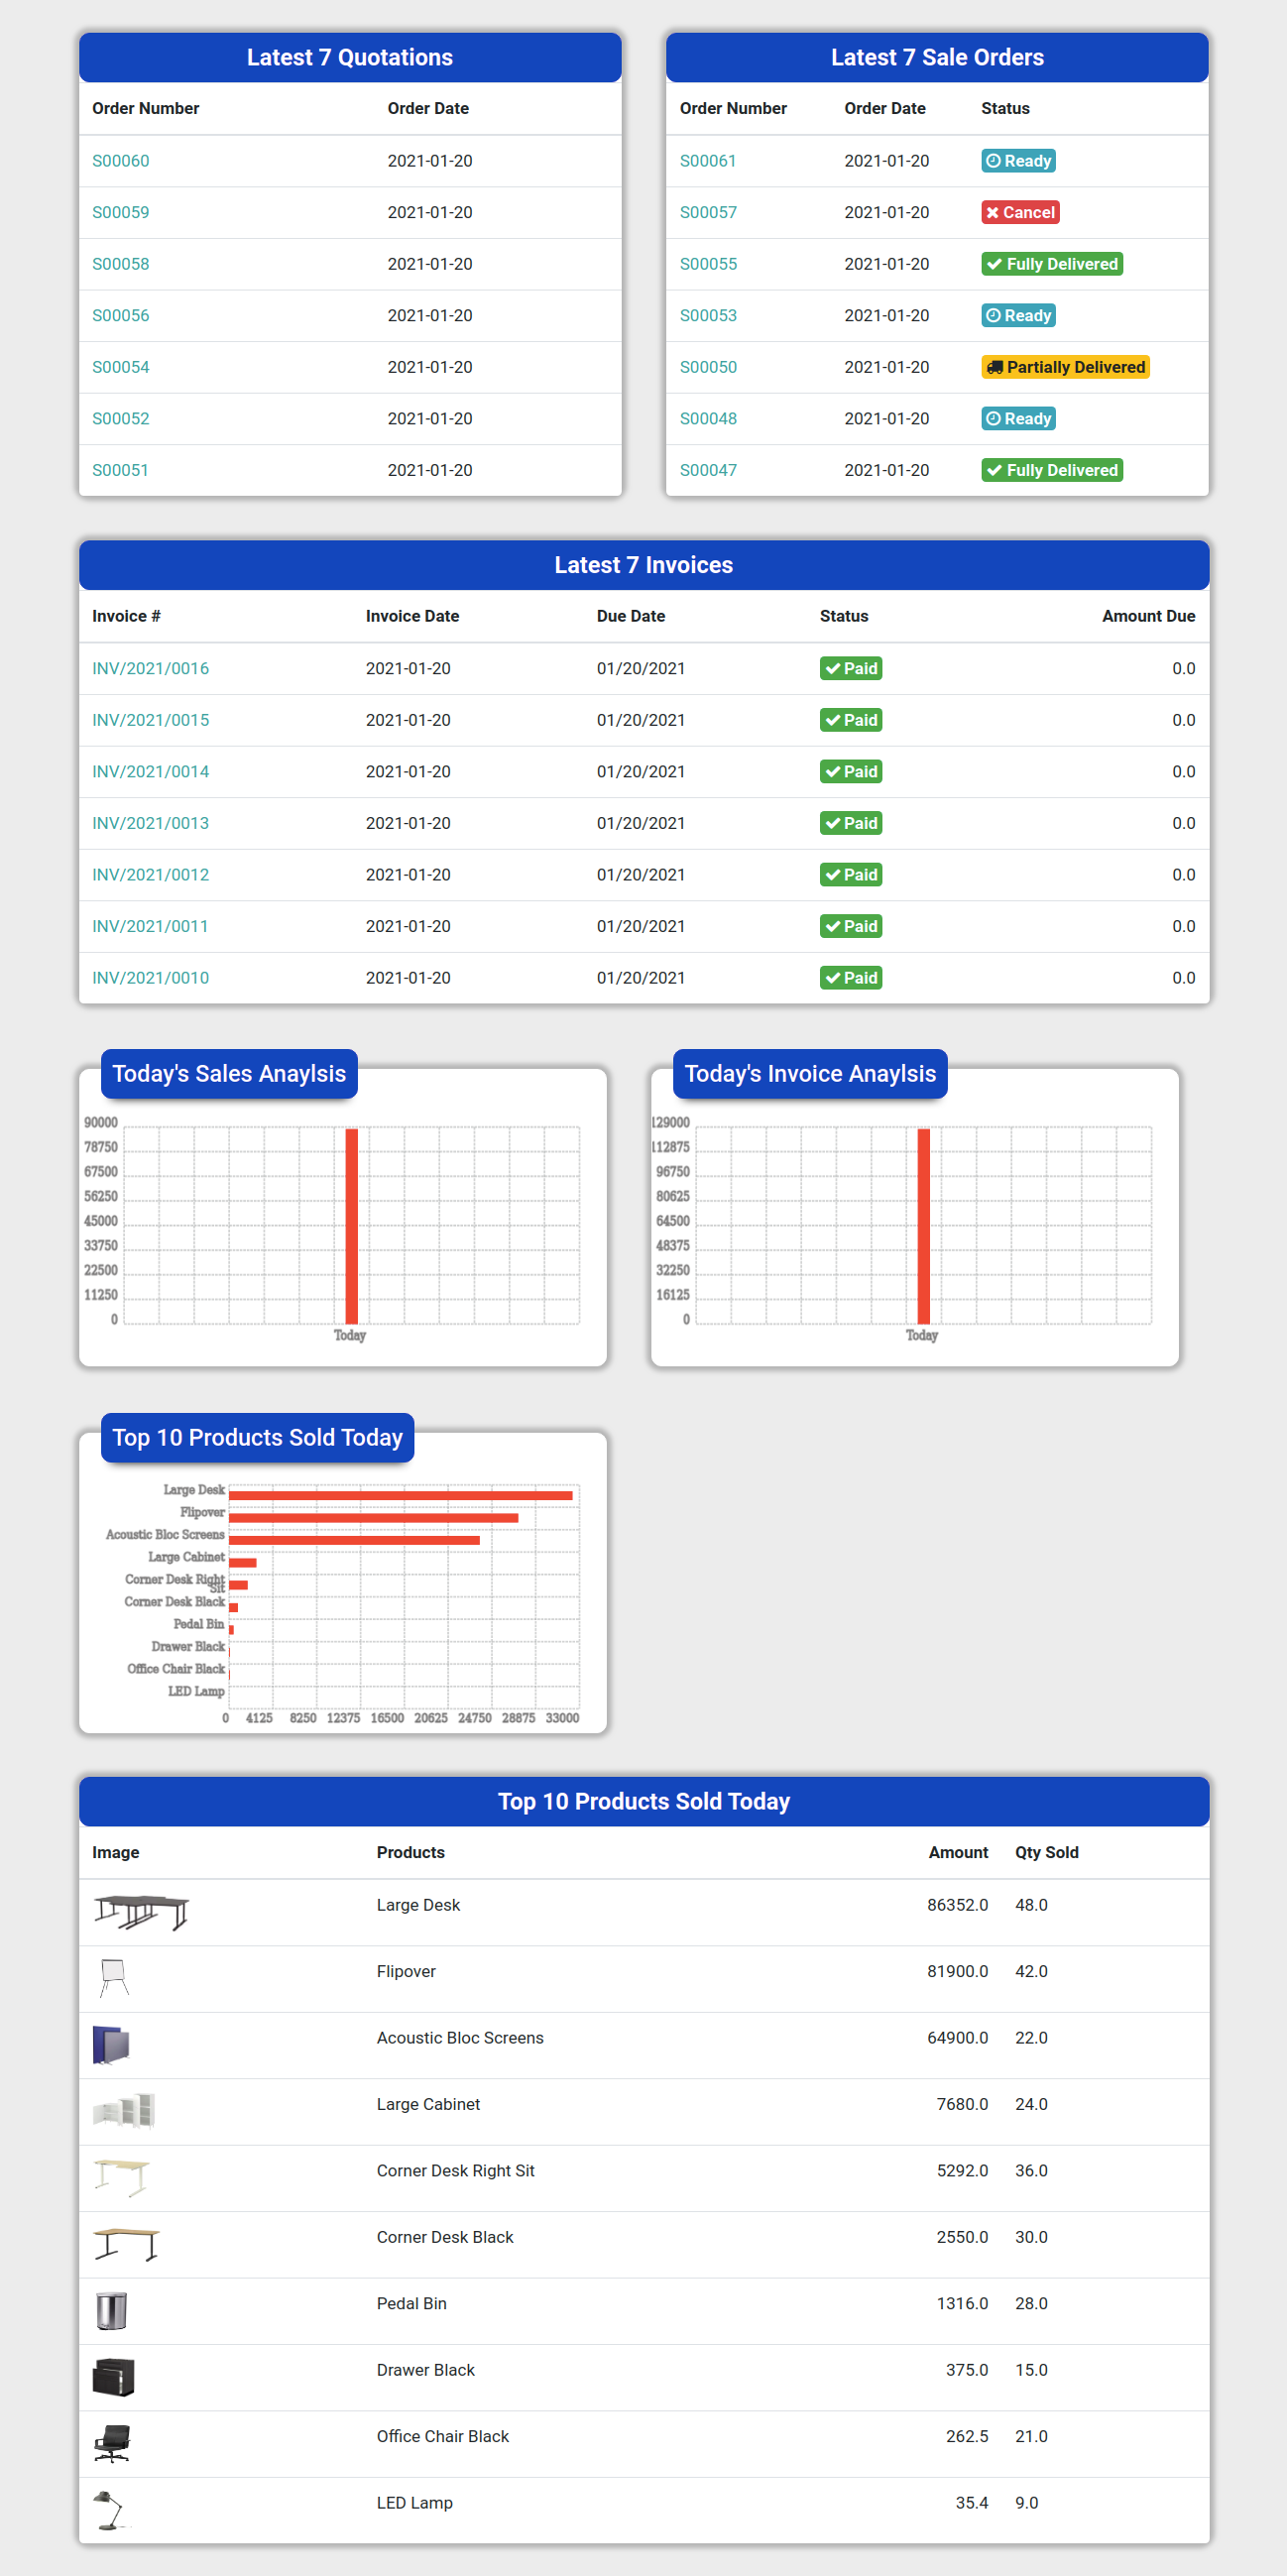 Latest 7 Quotations
Order Number Order Date
S00060 2021-01-20
S00059 2021-01-20
S00058 2021-01-20
S00056 2021-01-20
S00054 2021-01-20
S00052 2021-01-20
S00051 2021-01-20
Latest 7 Sale Orders
Order Number Order Date Status
S00061 2021-01-20 Ready
S00057 2021-01-20 Cancel
S00055 2021-01-20 Fully Delivered
S00053 2021-01-20 Ready
S00050 2021-01-20 Partially Delivered
S00048 2021-01-20 Ready
S00047 2021-01-20 Fully Delivered
Latest 7 Invoices
Invoice # Invoice Date Due Date Status Amount Due
INV/2021/0016 2021-01-20 01/20/2021 Paid 0.0
INV/2021/0015 2021-01-20 01/20/2021 Paid 0.0
INV/2021/0014 2021-01-20 01/20/2021 Paid 0.0
INV/2021/0013 2021-01-20 01/20/2021 Paid 0.0
INV/2021/0012 2021-01-20 01/20/2021 Paid 0.0
INV/2021/0011 2021-01-20 01/20/2021 Paid 0.0
INV/2021/0010 2021-01-20 01/20/2021 Paid 0.0
Today's Sales Anaylsis
90000
78750
67500
56250
45000
33750
22500
11250
0
Today
Today's Invoice Anaylsis
129000
112875
96750
80625
64500
48375
32250
16125
0
Today
Top 10 Products Sold Today
Large Desk
Flipover
Acoustic Bloc Screens
Large Cabinet
Corner Desk Right
Sit
Corner Desk Black
Pedal Bin
Drawer Black
Office Chair Black
LED Lamp
0 4125 8250 12375 16500 20625 24750 28875 33000
Top 10 Products Sold Today
Image Products Amount Qty Sold
Large Desk 86352.0 48.0
Flipover 81900.0 42.0
Acoustic Bloc Screens 64900.0 22.0
Large Cabinet 7680.0 24.0
Corner Desk Right Sit 5292.0 36.0
Corner Desk Black 2550.0 30.0
Pedal Bin 1316.0 28.0
Drawer Black 375.0 15.0
Office Chair Black 262.5 21.0
LED Lamp 35.4 9.0